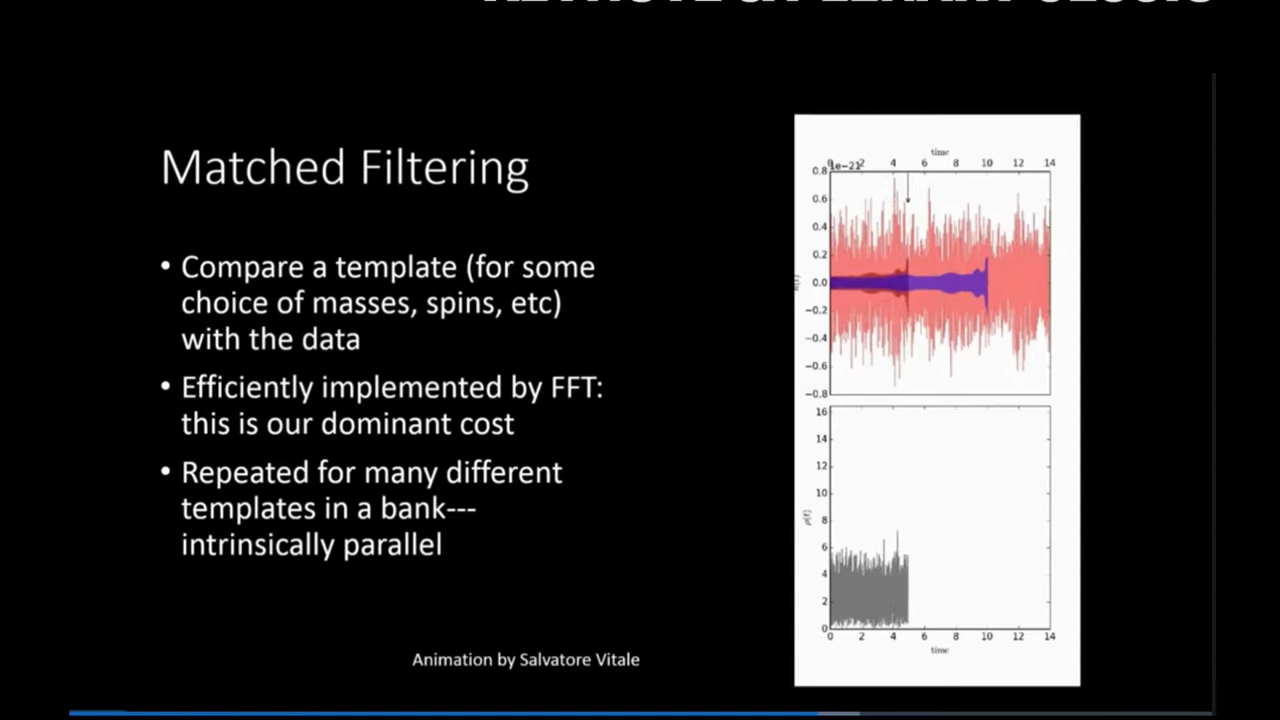 Matched Filtering
• Compare a template (for some
choice of masses, spins, etc)
with the data
• Efficiently implemented by FFT:
this is our dominant cost
• Repeated for many different
templates in a bank---
intrinsically parallel
Animation by Salvatore Vitale
time
0 2 4 6 8 10 12 14
1e-21
0.8
0.6
0.4
0.2
0.0
−0.2
−0.4
−0.6
−0.8
h(t)
16
14
12
10
8
6
4
2
0
ρ(t)
0 2 4 6 8 10 12 14
time